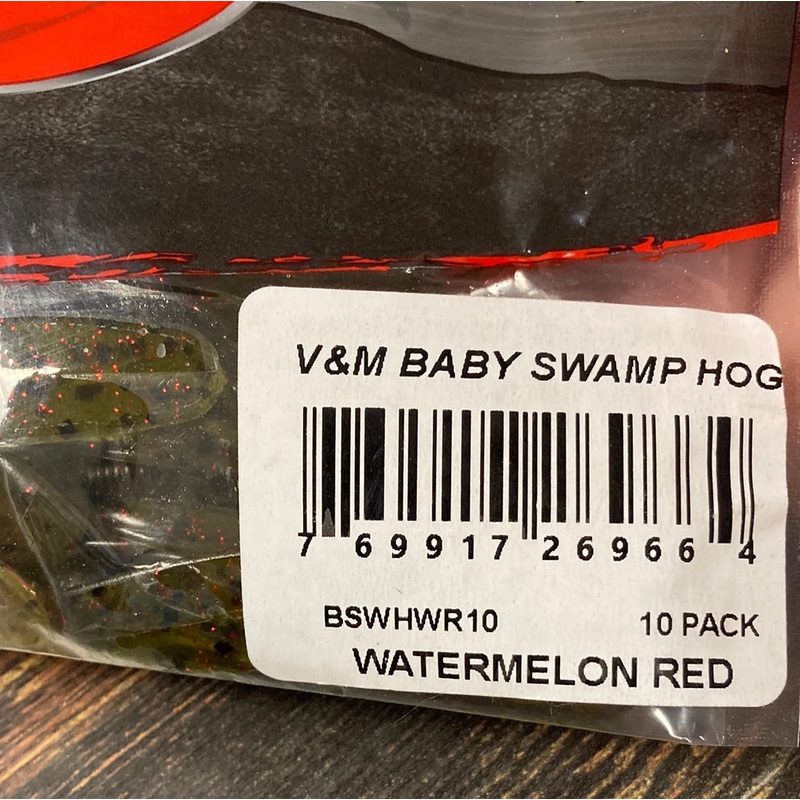 V&M BABY SWAMP HOG
7 69917 26966 4
BSWHWR10 10 PACK
WATERMELON RED